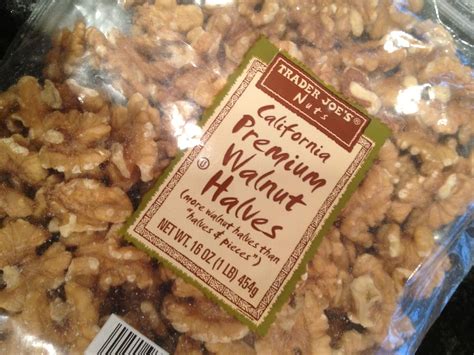 TRADER JOE'S®
Nuts
California
Premium
Walnut
Halves
(more walnut halves than
"halves & pieces")
NET WT. 16 OZ (1 LB) 454g